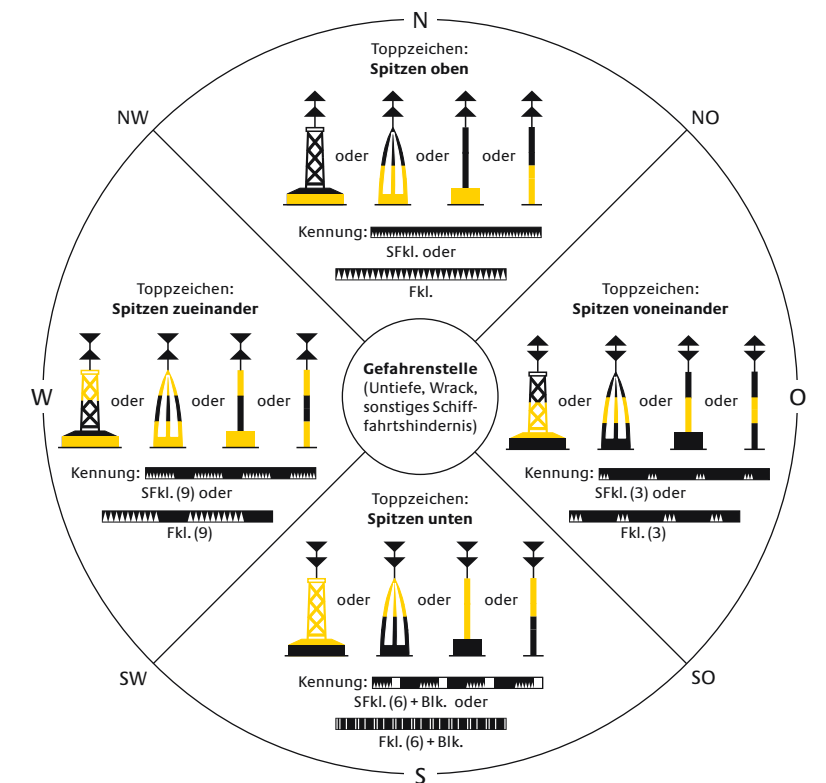 N
Toppzeichen:
Spitzen oben
NW
NO
oder oder oder
Kennung:
SFkl. oder
Fkl.
Toppzeichen:
Spitzen zueinander
Toppzeichen:
Spitzen voneinander
W
oder oder oder
Gefahrenstelle
(Untiefe, Wrack,
sonstiges Schiff-
fahrtshindernis)
oder oder oder
O
Kennung:
SFkl. (9) oder
Fkl. (9)
Kennung:
SFkl. (3) oder
Fkl. (3)
Toppzeichen:
Spitzen unten
oder oder oder
SW
SO
Kennung:
SFkl. (6) + Blk. oder
Fkl. (6) + Blk.
S